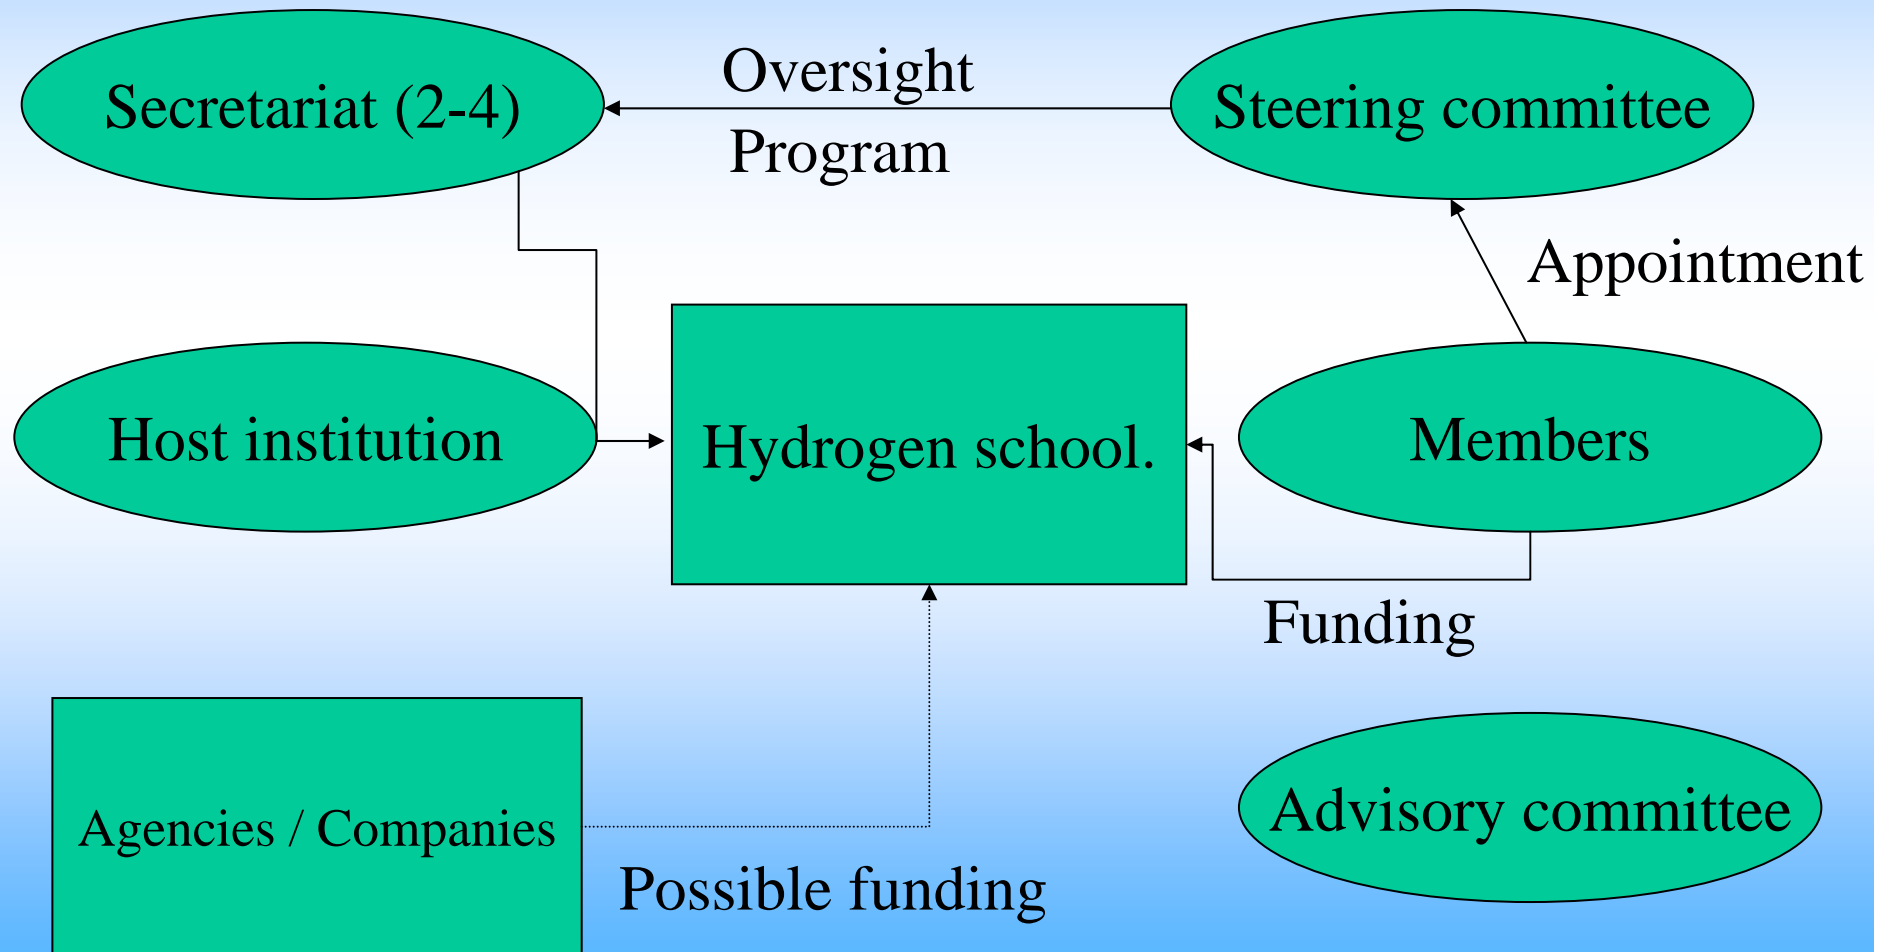 Secretariat (2-4)
Oversight
Program
Steering committee
Appointment
Host institution
Hydrogen school.
Members
Funding
Agencies / Companies
Possible funding
Advisory committee